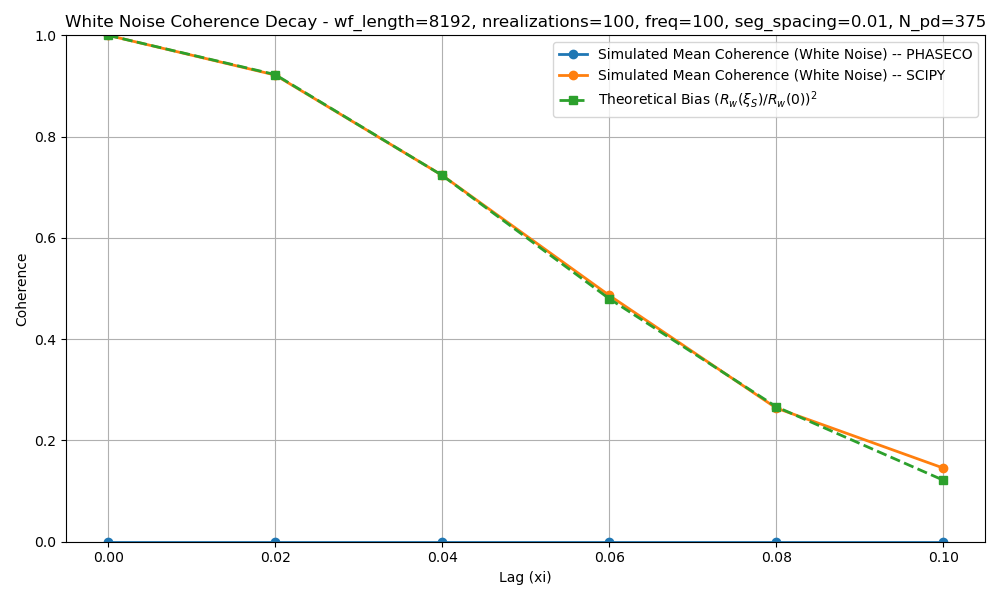 White Noise Coherence Decay - wf_length=8192, nrealizations=100, freq=100, seg_spacing=0.01, N_pd=375
Simulated Mean Coherence (White Noise) -- PHASECO
Simulated Mean Coherence (White Noise) -- SCIPY
Theoretical Bias $(R_w(\xi_S)/R_w(0))^2$
Coherence
1.0
0.8
0.6
0.4
0.2
0.0
0.00 0.02 0.04 0.06 0.08 0.10
Lag (xi)